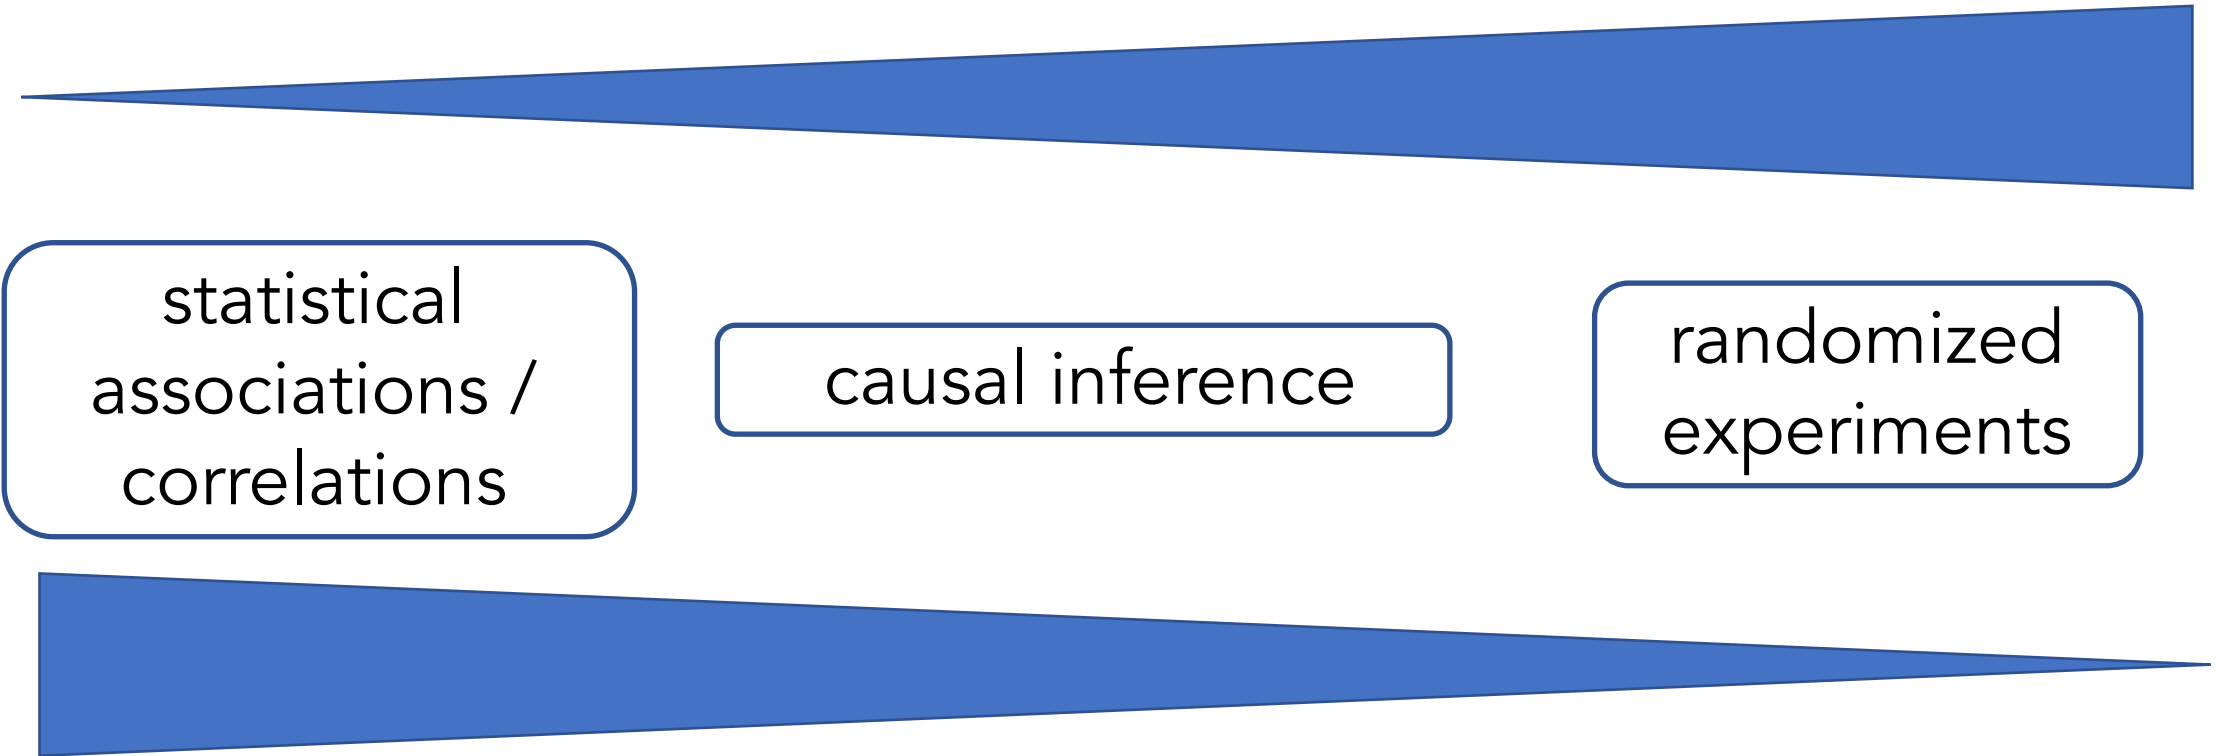 statistical
associations /
correlations
causal inference
randomized
experiments